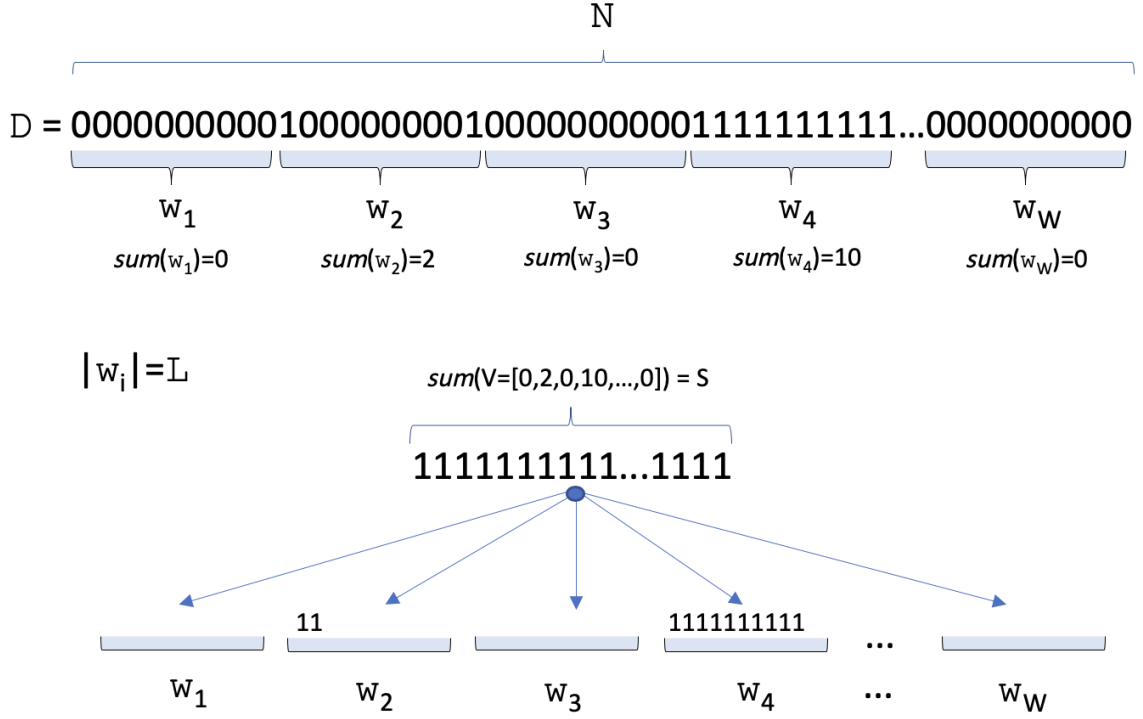 N
D = 0000000000100000000100000000001111111111...0000000000
w1 w2 w3 w4 wW
sum(w1)=0 sum(w2)=2 sum(w3)=0 sum(w4)=10 sum(wW)=0
|wi|=L
sum(V=[0,2,0,10,...,0]) = S
1111111111...1111
11 1111111111
...
w1 w2 w3 w4 ... wW